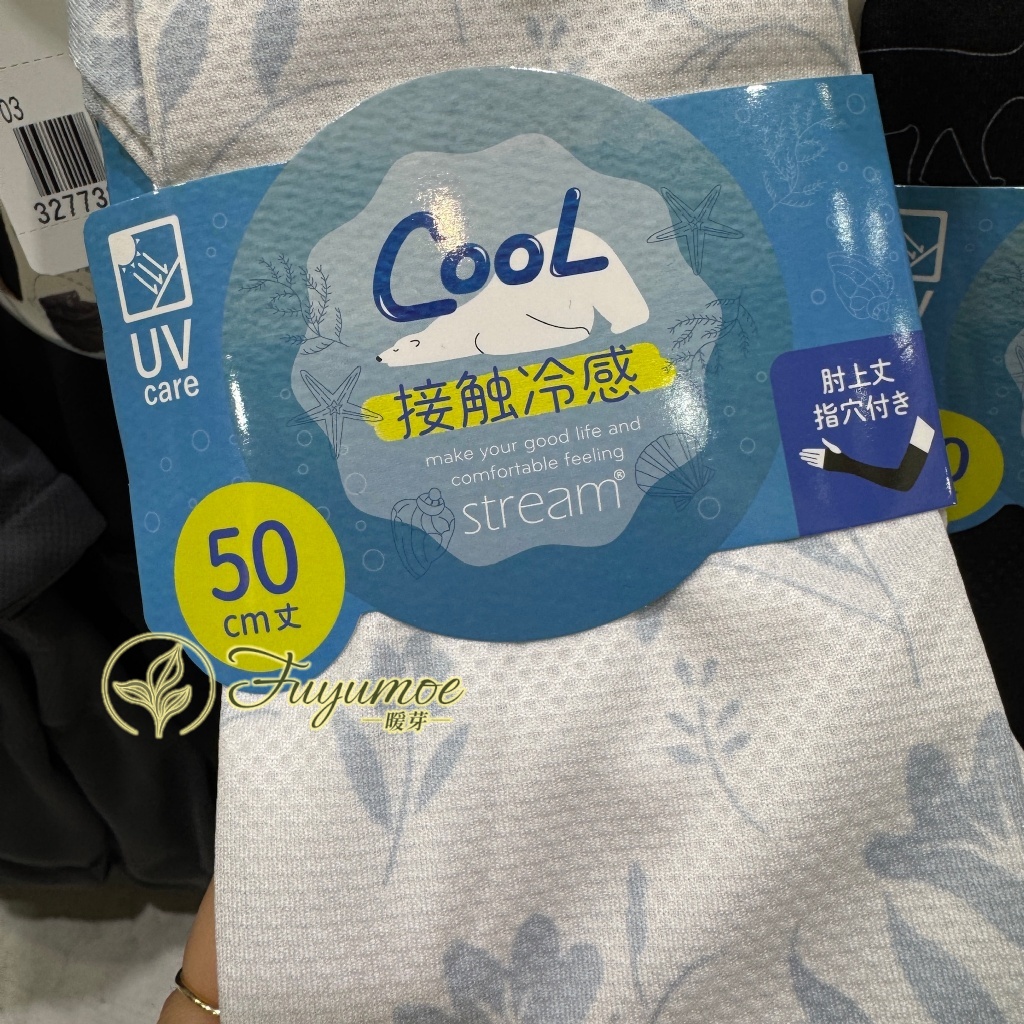 03
32773
UV
care
COOL
接触冷感
make your good life and
comfortable feeling
stream®
肘上丈
指穴付き
50
cm丈
Fuyumoe
暖芽